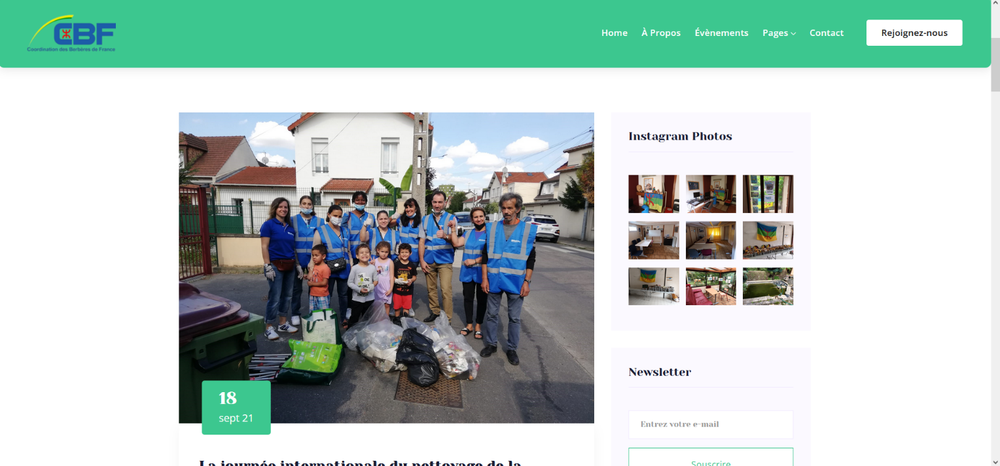 CBF
Coordination des Berbères de France
Home À Propos Évènements Pages Contact Rejoignez-nous
Instagram Photos
18
sept 21
La journée internationale du nettoyage de la
Newsletter
Entrez votre e-mail
Souscrire